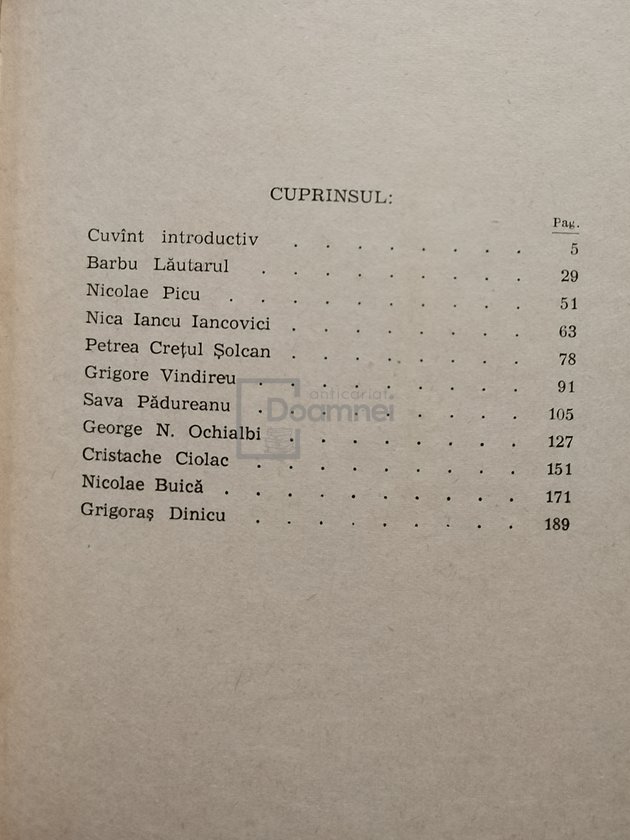 CUPRINSUL:
Pag.
Cuvînt introductiv . . . . . . . . 5
Barbu Lăutarul . . . . . . . . . 29
Nicolae Picu . . . . . . . . . . 51
Nica Iancu Iancovici . . . . . . . . 63
Petrea Crețul Șolcan . . . . . . . . 78
Grigore Vindireu . . . . . . . . . 91
Sava Pădureanu . . . . . . . . . 105
George N. Ochialbi . . . . . . . . 127
Cristache Ciolac . . . . . . . . . 151
Nicolae Buică . . . . . . . . . . 171
Grigoraș Dinicu . . . . . . . . . 189
anticariat
Doamnei